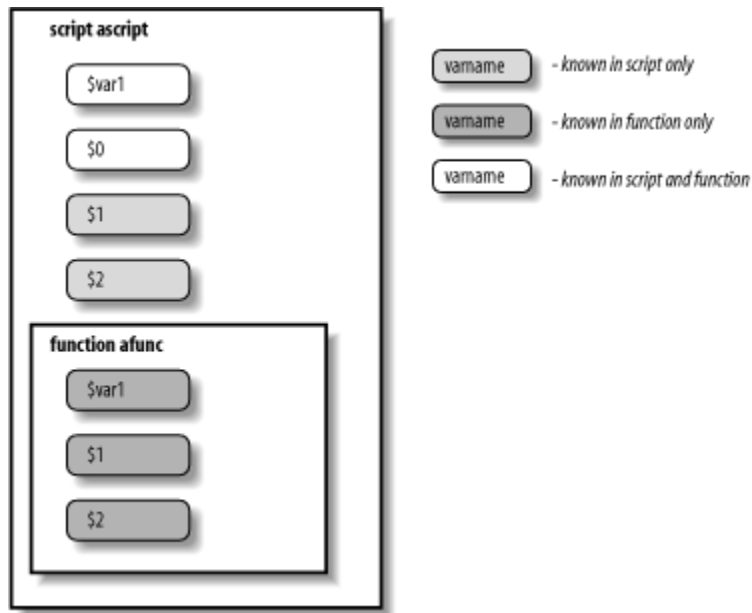 script ascript
$var1
$0
$1
$2
function afunc
$var1
$1
$2
varname - known in script only
varname - known in function only
varname - known in script and function